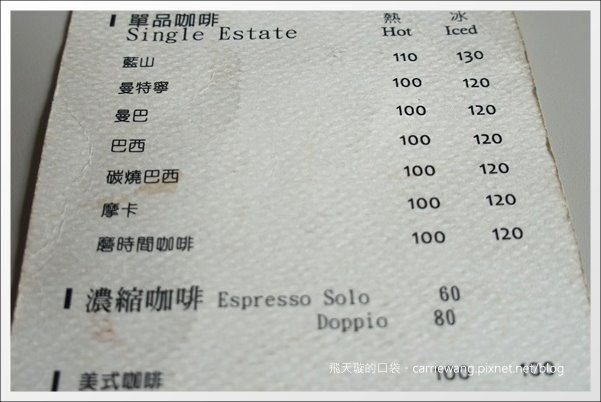 單品咖啡 熱 冰
Single Estate Hot Iced
藍山 110 130
曼特寧 100 120
曼巴 100 120
巴西 100 120
碳燒巴西 100 120
摩卡 100 120
磨時間咖啡 100 120
濃縮咖啡 Espresso Solo 60
Doppio 80
美式咖啡 100
飛天璇的口袋。carriewang.pixnet.net/blog